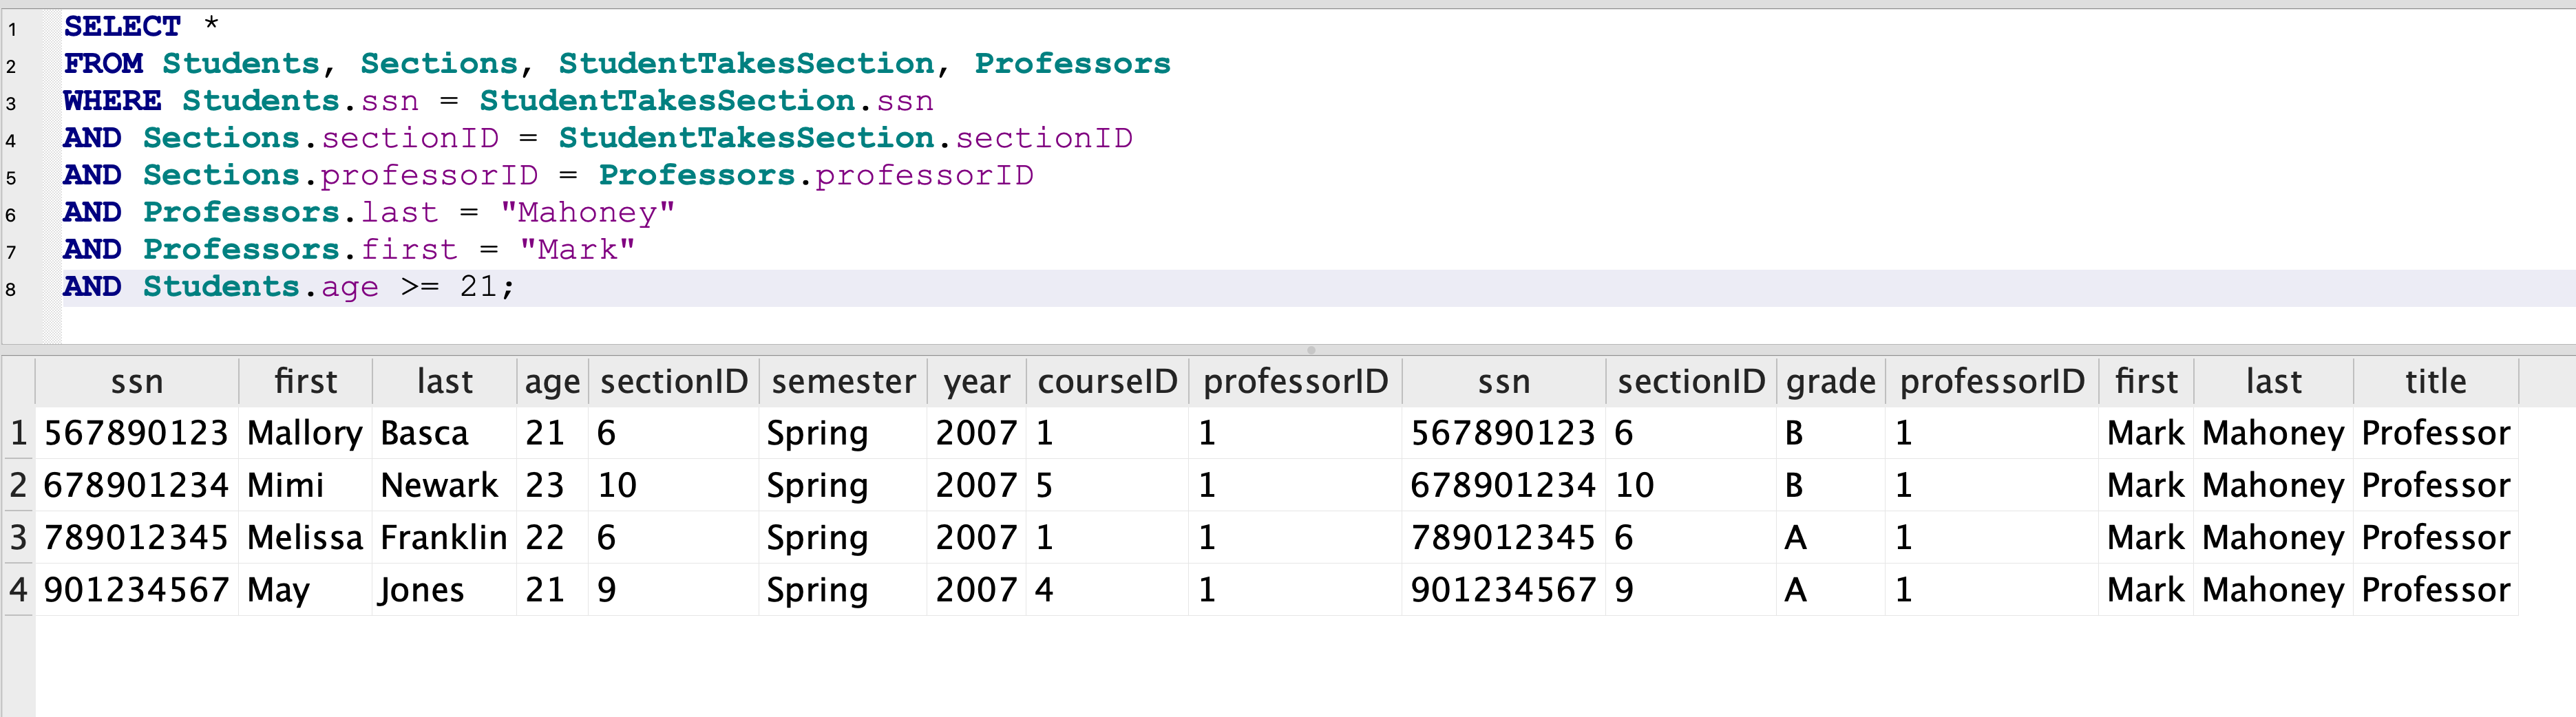 1 SELECT *
2 FROM Students, Sections, StudentTakesSection, Professors
3 WHERE Students.ssn = StudentTakesSection.ssn
4 AND Sections.sectionID = StudentTakesSection.sectionID
5 AND Sections.professorID = Professors.professorID
6 AND Professors.last = "Mahoney"
7 AND Professors.first = "Mark"
8 AND Students.age >= 21;
ssn first last age sectionID semester year courseID professorID ssn sectionID grade professorID first last title
1 567890123 Mallory Basca 21 6 Spring 2007 1 1 567890123 6 B 1 Mark Mahoney Professor
2 678901234 Mimi Newark 23 10 Spring 2007 5 1 678901234 10 B 1 Mark Mahoney Professor
3 789012345 Melissa Franklin 22 6 Spring 2007 1 1 789012345 6 A 1 Mark Mahoney Professor
4 901234567 May Jones 21 9 Spring 2007 4 1 901234567 9 A 1 Mark Mahoney Professor